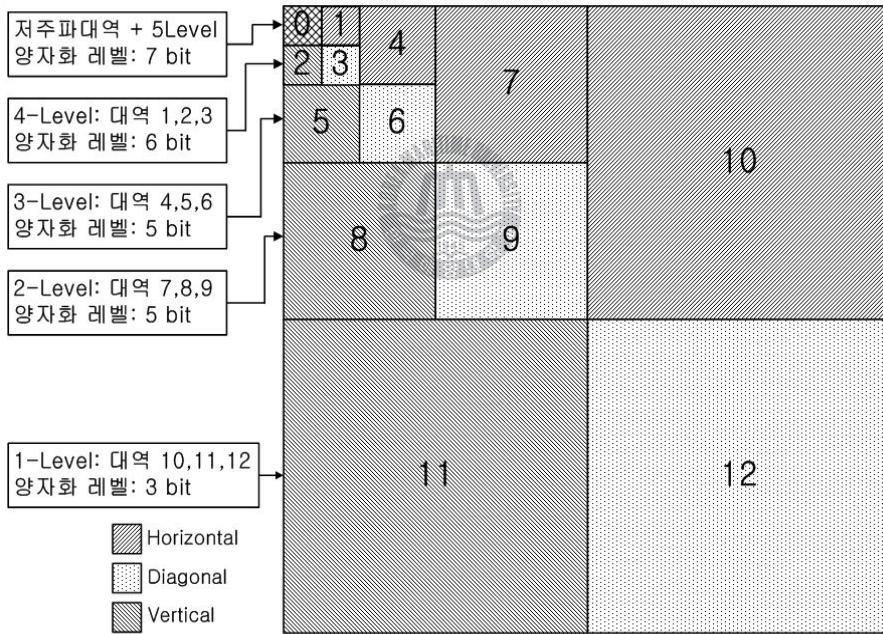 저주파대역 + 5Level
양자화 레벨: 7 bit
4-Level: 대역 1,2,3
양자화 레벨: 6 bit
3-Level: 대역 4,5,6
양자화 레벨: 5 bit
2-Level: 대역 7,8,9
양자화 레벨: 5 bit
1-Level: 대역 10,11,12
양자화 레벨: 3 bit
0
1
2
3
4
5
6
7
8
9
10
11
12
Horizontal
Diagonal
Vertical